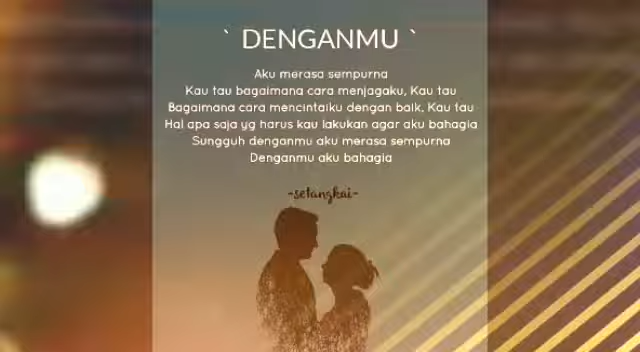 ` DENGANMU `
Aku merasa sempurna
Kau tau bagaimana cara menjagaku, Kau tau
Bagaimana cara mencintaiku dengan baik, Kau tau
Hal apa saja yg harus kau lakukan agar aku bahagia
Sungguh denganmu aku merasa sempurna
Denganmu aku bahagia
-setangkai-